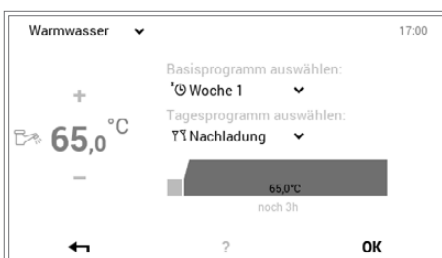 Warmwasser
17:00
Basisprogramm auswählen:
Woche 1
+
65,0 °C
Tagesprogramm auswählen:
Nachladung
–
65,0°C
noch 3h
?
OK